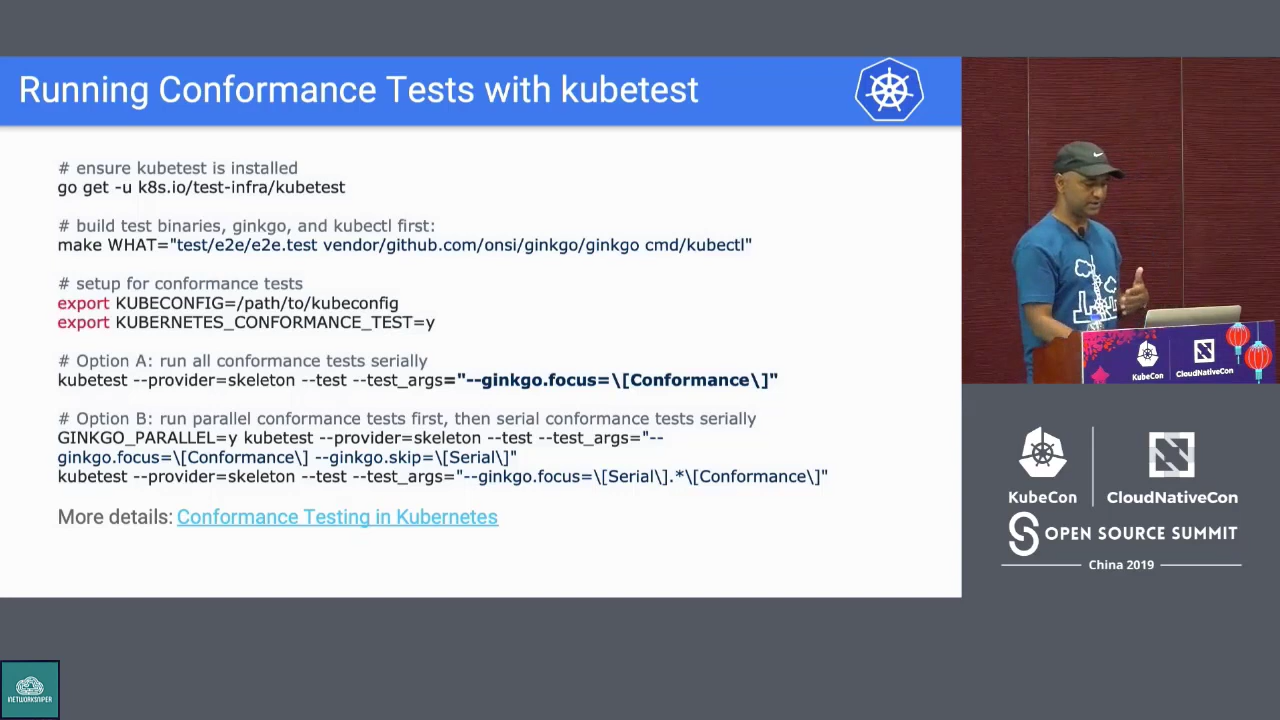 Running Conformance Tests with kubetest
# ensure kubetest is installed
go get -u k8s.io/test-infra/kubetest
# build test binaries, ginkgo, and kubectl first:
make WHAT="test/e2e/e2e.test vendor/github.com/onsi/ginkgo/ginkgo cmd/kubectl"
# setup for conformance tests
export KUBECONFIG=/path/to/kubeconfig
export KUBERNETES_CONFORMANCE_TEST=y
# Option A: run all conformance tests serially
kubetest --provider=skeleton --test --test_args="--ginkgo.focus=\[Conformance\]"
# Option B: run parallel conformance tests first, then serial conformance tests serially
GINKGO_PARALLEL=y kubetest --provider=skeleton --test --test_args="--
ginkgo.focus=\[Conformance\] --ginkgo.skip=\[Serial\]"
kubetest --provider=skeleton --test --test_args="--ginkgo.focus=\[Serial\].*\[Conformance\]"
More details: Conformance Testing in Kubernetes
KubeCon
CloudNativeCon
KubeCon
CloudNativeCon
OPEN SOURCE SUMMIT
China 2019
INETWORKSNIPER